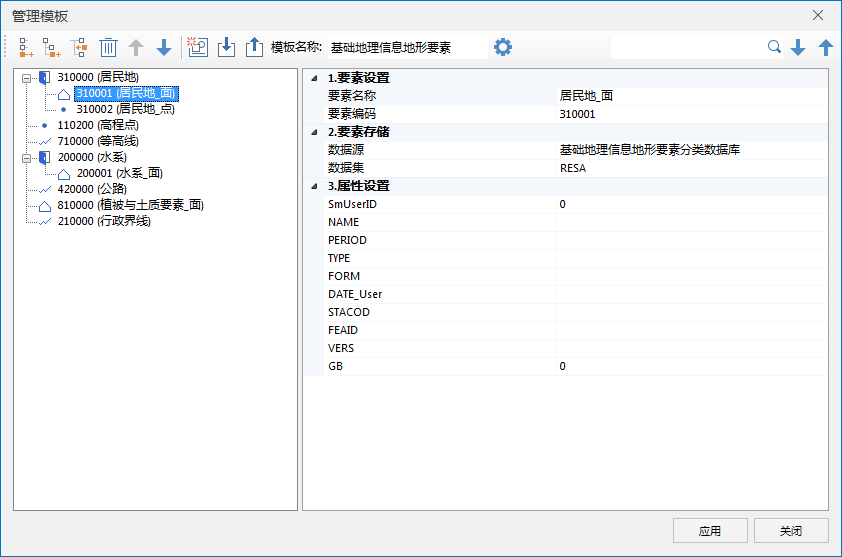 管理模板
模板名称: 基础地理信息地形要素
310000 (居民地)
310001 (居民地_面)
310002 (居民地_点)
110200 (高程点)
710000 (等高线)
200000 (水系)
200001 (水系_面)
420000 (公路)
810000 (植被与土质要素_面)
210000 (行政界线)
1.要素设置
要素名称 居民地_面
要素编码 310001
2.要素存储
数据源 基础地理信息地形要素分类数据库
数据集 RESA
3.属性设置
SmUserID 0
NAME
PERIOD
TYPE
FORM
DATE_User
STACOD
FEAID
VERS
GB 0
应用 关闭